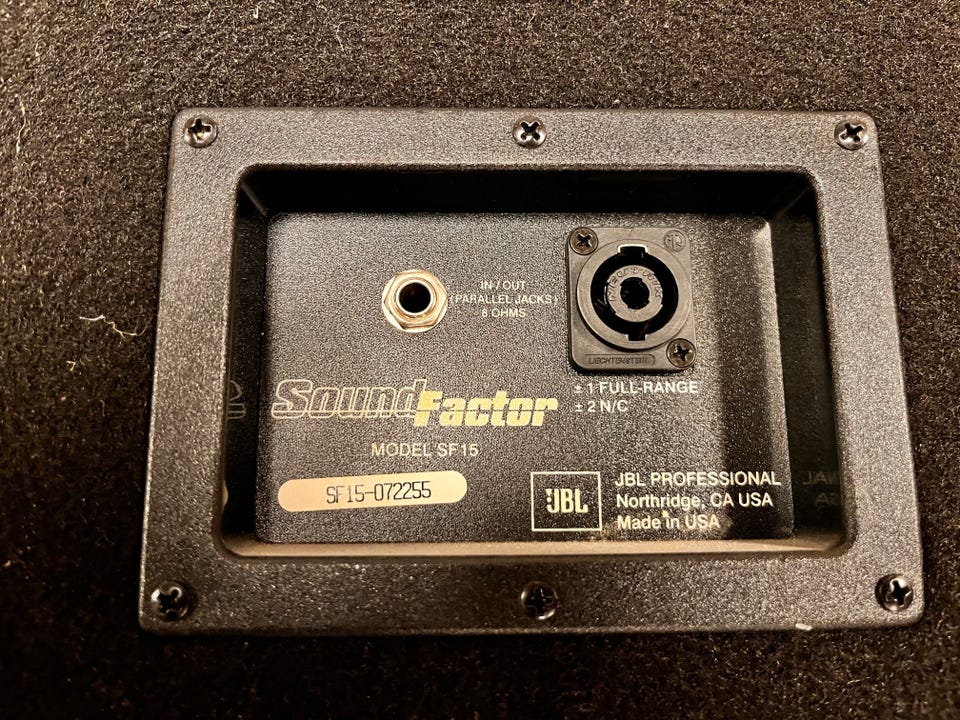 IN / OUT
(PARALLEL JACKS)
8 OHMS
LIECHTENSTEIN
± 1 FULL-RANGE
± 2 N/C
SoundFactor
MODEL SF15
SF15-072255
JBL
JBL PROFESSIONAL
Northridge, CA USA
Made in USA